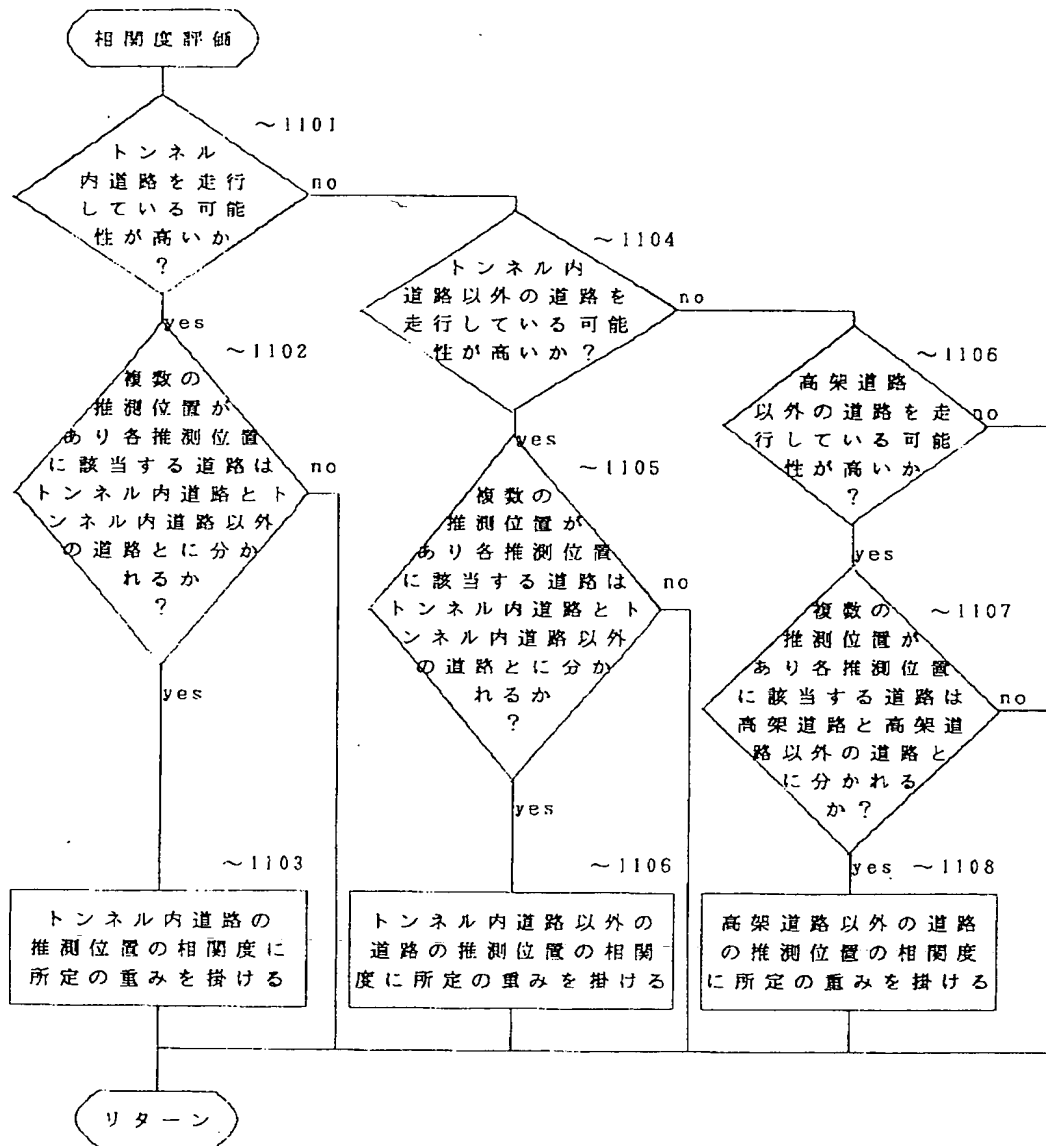 相関度評価
～1101
トンネル
内道路を走行
している可能
性が高いか
？
no
yes
～1102
複数の
推測位置が
あり各推測位置
に該当する道路は
トンネル内道路とト
ンネル内道路以外
の道路とに分か
れるか
？
no
yes
～1103
トンネル内道路の
推測位置の相関度に
所定の重みを掛ける
～1104
トンネル内
道路以外の道路を
走行している可能
性が高いか？
no
yes
～1105
複数の
推測位置が
あり各推測位置
に該当する道路は
トンネル内道路とト
ンネル内道路以外
の道路とに分か
れるか
？
no
yes
～1106
トンネル内道路以外の
道路の推測位置の相関
度に所定の重みを掛ける
～1106
高架道路
以外の道路を走
行している可能
性が高いか
？
no
yes
～1107
複数の
推測位置が
あり各推測位置
に該当する道路は
高架道路と高架道
路以外の道路と
に分かれる
か？
no
yes
～1108
高架道路以外の道路
の推測位置の相関度
に所定の重みを掛ける
リターン